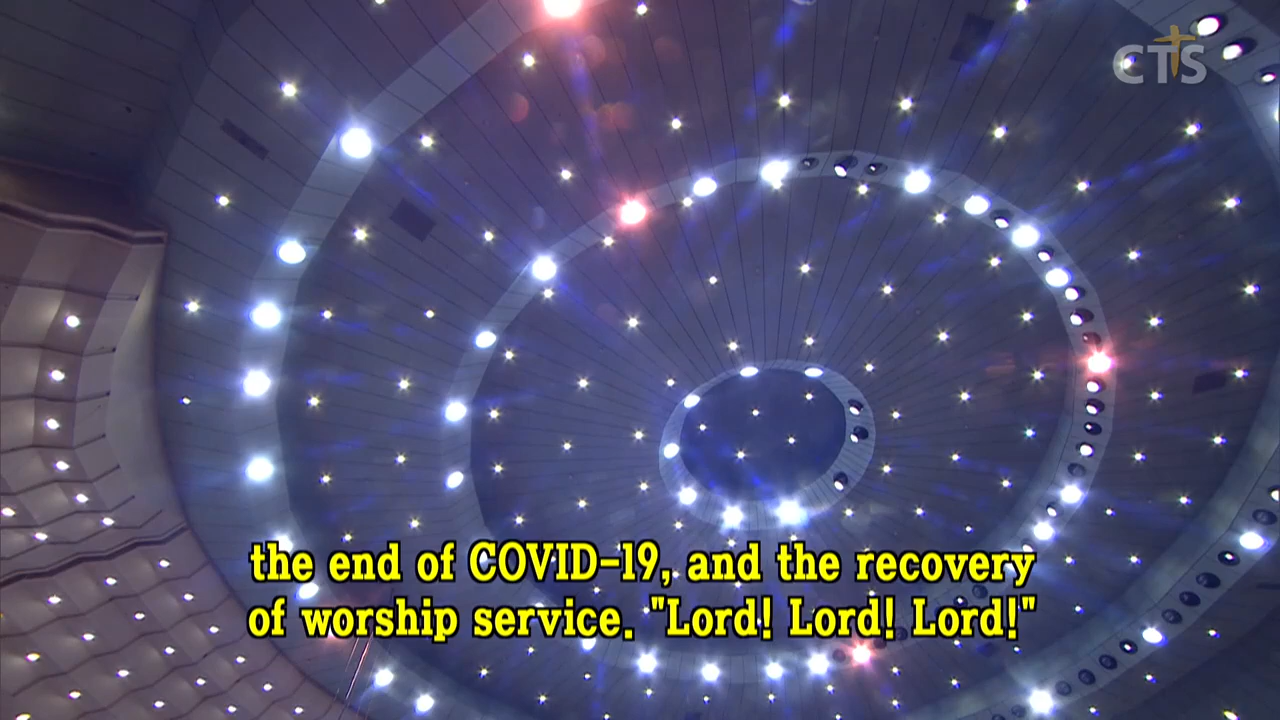 CTS
the end of COVID-19, and the recovery
of worship service. "Lord! Lord! Lord!"